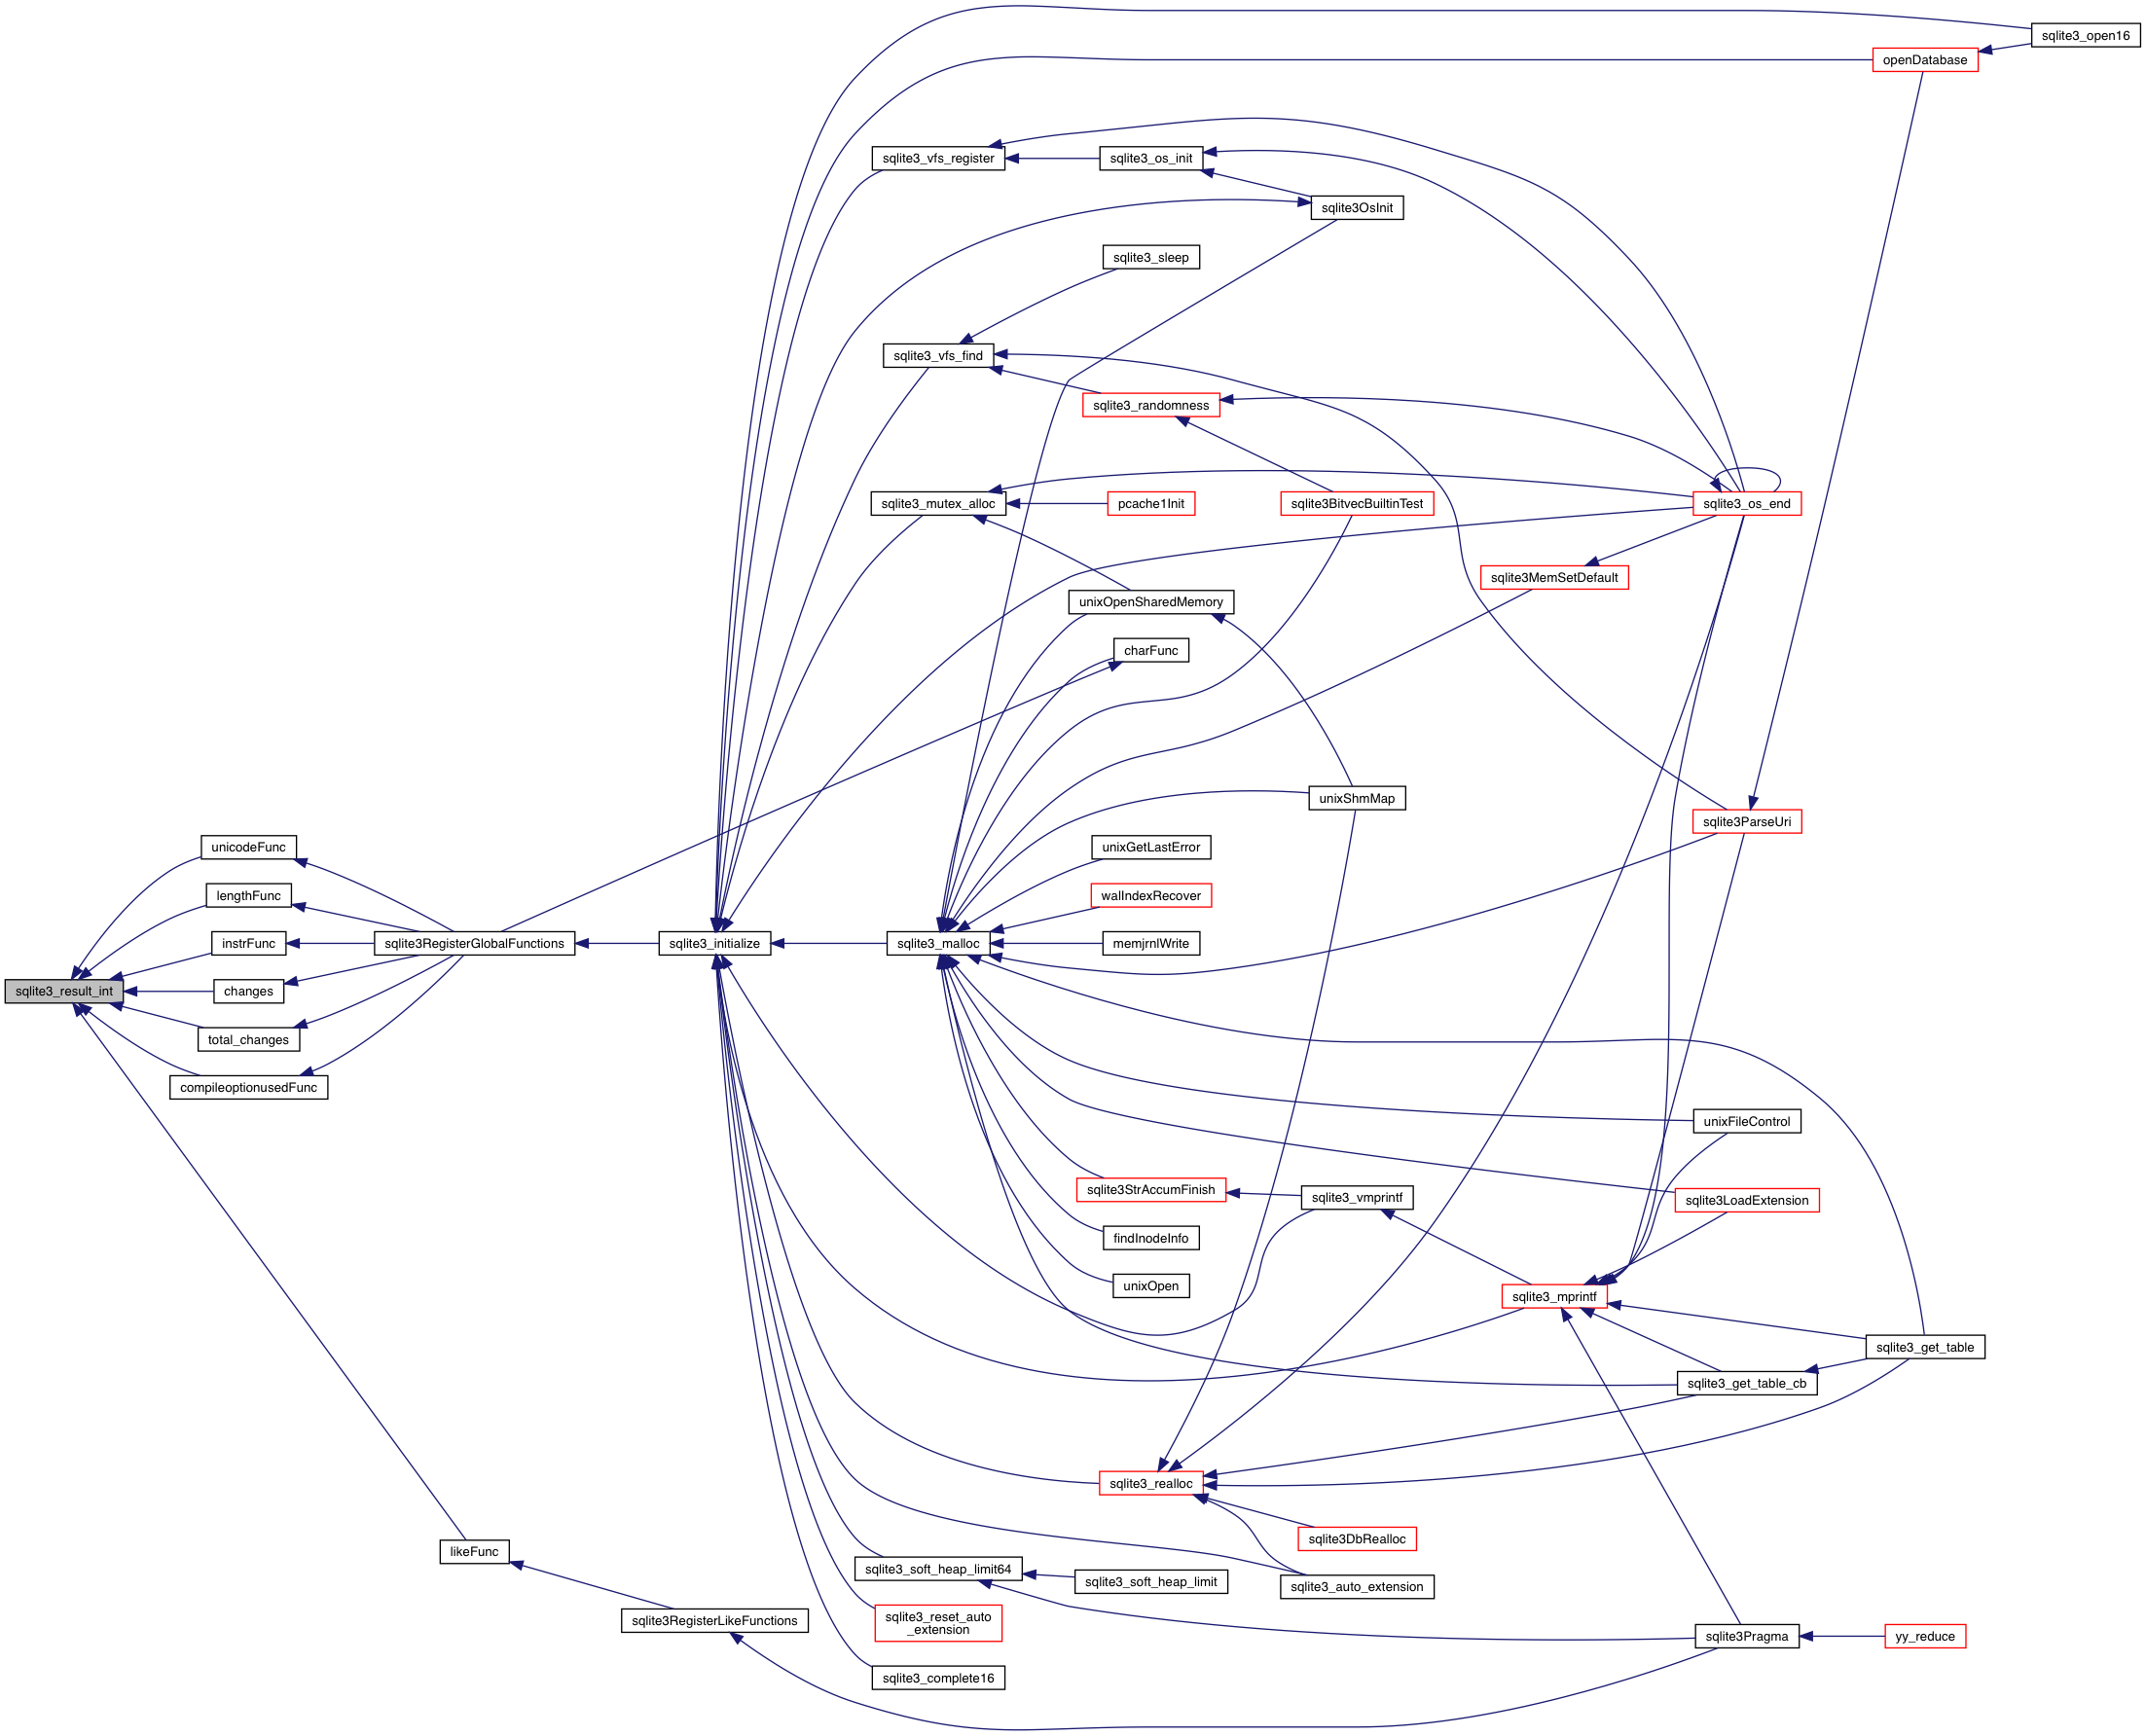 sqlite3_open16
openDatabase
sqlite3_vfs_register
sqlite3_os_init
sqlite3OsInit
sqlite3_sleep
sqlite3_vfs_find
sqlite3_randomness
sqlite3_mutex_alloc
pcache1Init
sqlite3BitvecBuiltinTest
sqlite3_os_end
sqlite3MemSetDefault
unixOpenSharedMemory
charFunc
unixShmMap
sqlite3ParseUri
unicodeFunc
unixGetLastError
lengthFunc
walIndexRecover
instrFunc
sqlite3RegisterGlobalFunctions
sqlite3_initialize
sqlite3_malloc
memjrnlWrite
sqlite3_result_int
changes
total_changes
compileoptionusedFunc
unixFileControl
sqlite3StrAccumFinish
sqlite3_vmprintf
sqlite3LoadExtension
findInodeInfo
unixOpen
sqlite3_mprintf
sqlite3_get_table
sqlite3_get_table_cb
sqlite3_realloc
sqlite3DbRealloc
likeFunc
sqlite3_soft_heap_limit64
sqlite3_soft_heap_limit
sqlite3_auto_extension
sqlite3RegisterLikeFunctions
sqlite3_reset_auto
_extension
sqlite3Pragma
yy_reduce
sqlite3_complete16